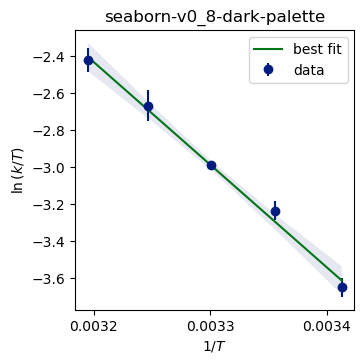 seaborn-v0_8-dark-palette
best fit
data
ln (k/T)
−2.4
−2.6
−2.8
−3.0
−3.2
−3.4
−3.6
0.0032
0.0033
0.0034
1/T